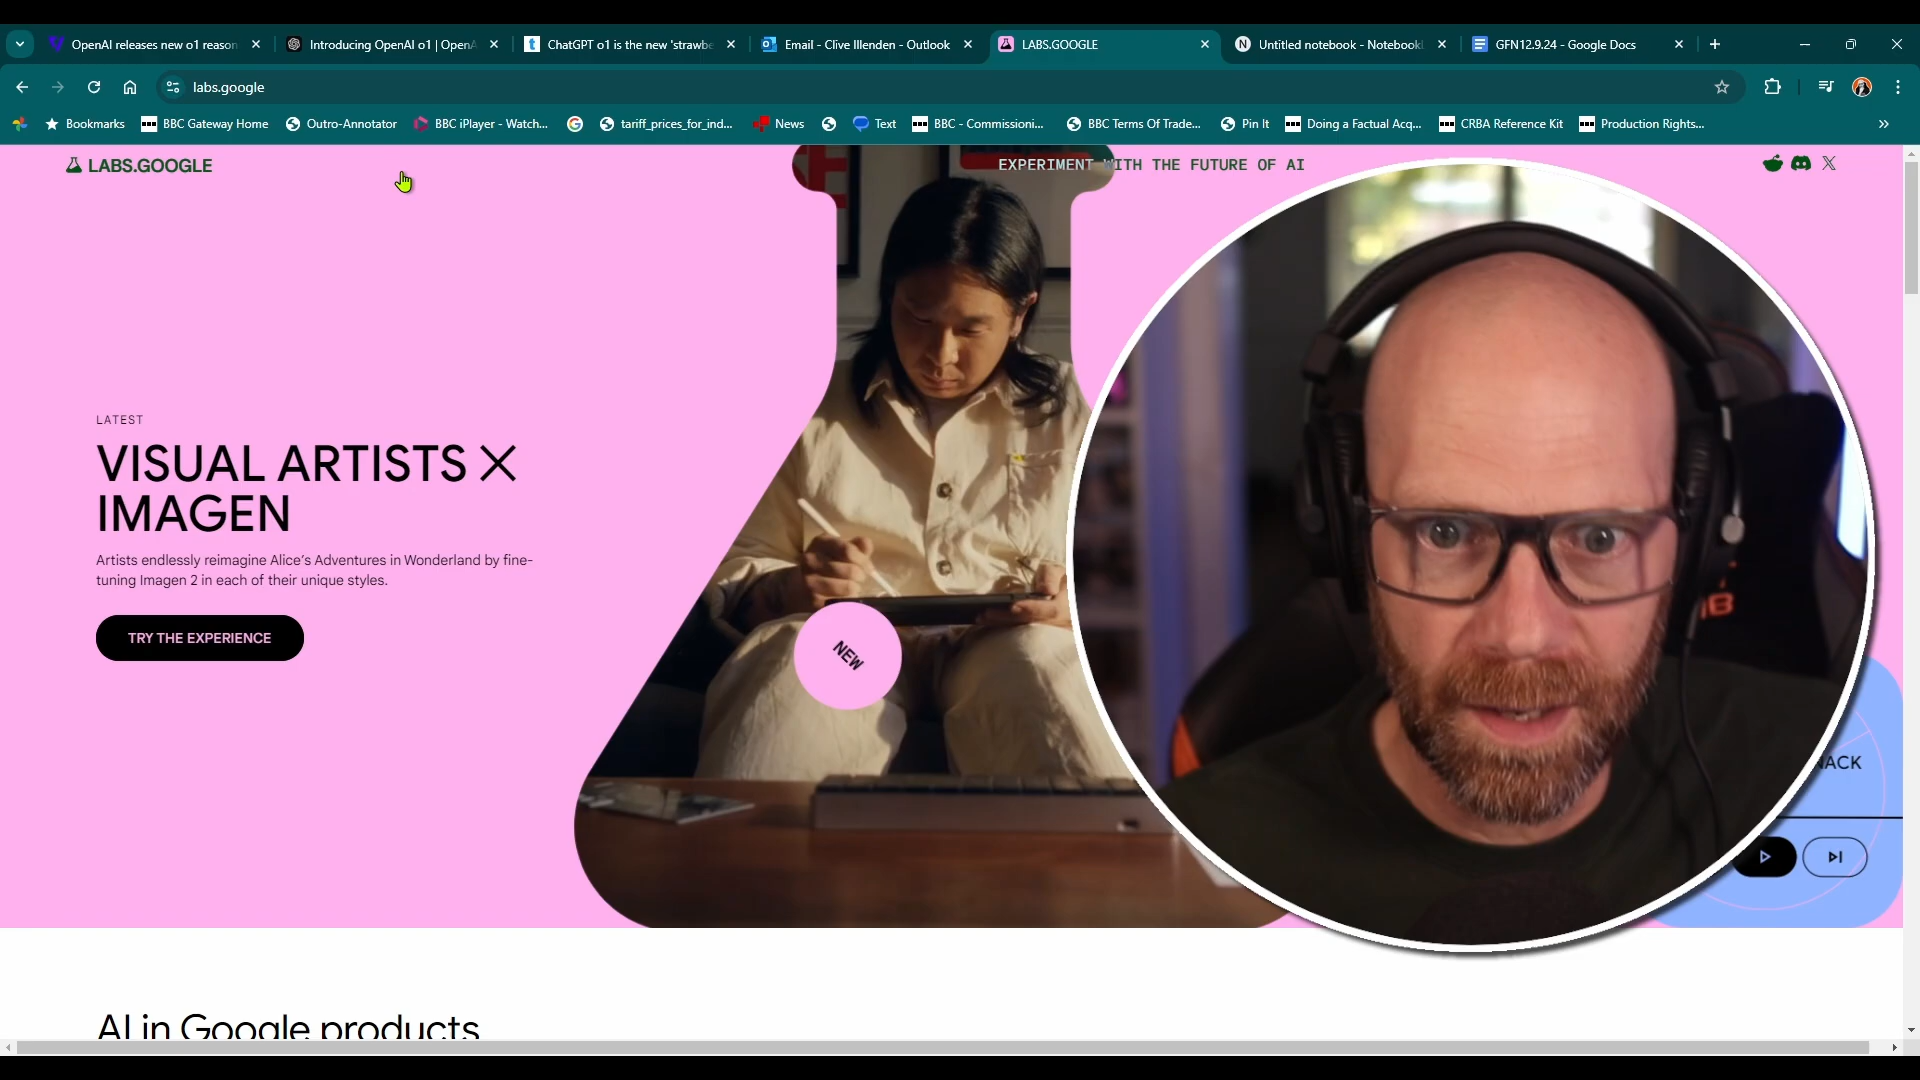 OpenAI releases new o1 reason
Introducing OpenAI o1 | OpenA
ChatGPT o1 is the new 'strawbe
Email - Clive Illenden - Outlook
LABS.GOOGLE
Untitled notebook - Notebook
GFN12.9.24 - Google Docs
labs.google
Bookmarks
BBC Gateway Home
Outro-Annotator
BBC iPlayer - Watch...
tariff_prices_for_ind...
News
Text
BBC - Commissioni...
BBC Terms Of Trade...
Pin It
Doing a Factual Acq...
CRBA Reference Kit
Production Rights...
LABS.GOOGLE
EXPERIMENT WITH THE FUTURE OF AI
LATEST
VISUAL ARTISTS ×
IMAGEN
Artists endlessly reimagine Alice's Adventures in Wonderland by fine-
tuning Imagen 2 in each of their unique styles.
TRY THE EXPERIENCE
NEW
AI in Google products